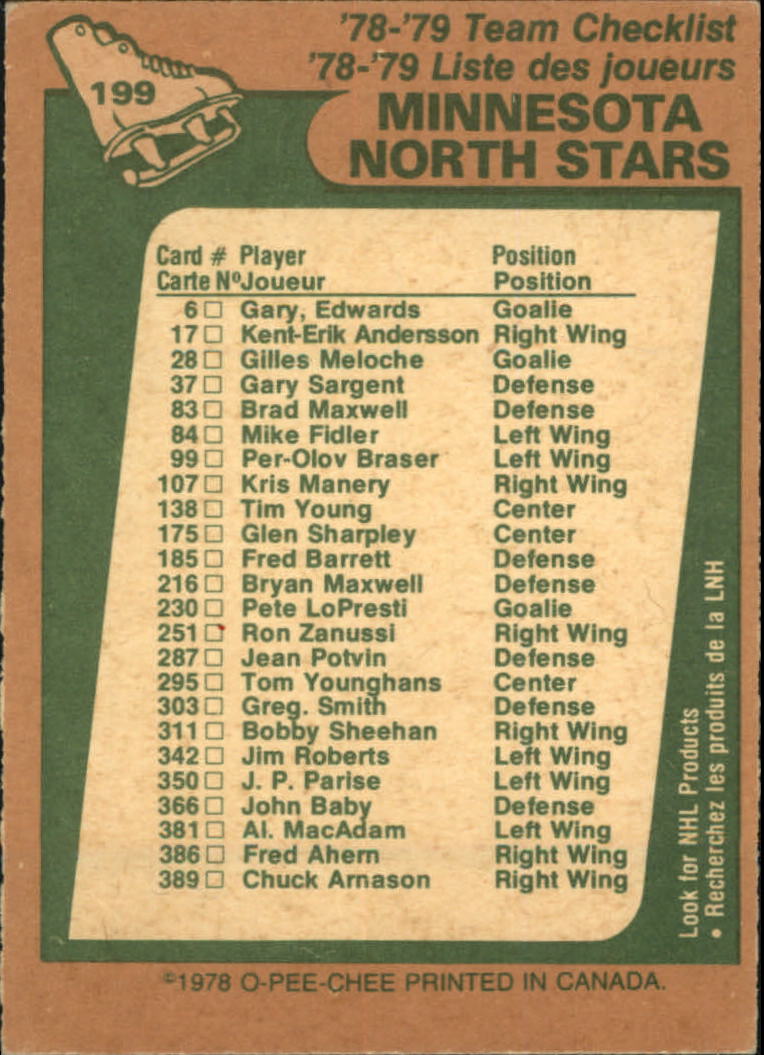 '78-'79 Team Checklist
'78-'79 Liste des joueurs
199
MINNESOTA
NORTH STARS
Card # Player Position
Carte Nº Joueur Position
6 □ Gary, Edwards Goalie
17 □ Kent-Erik Andersson Right Wing
28 □ Gilles Meloche Goalie
37 □ Gary Sargent Defense
83 □ Brad Maxwell Defense
84 □ Mike Fidler Left Wing
99 □ Per-Olov Braser Left Wing
107 □ Kris Manery Right Wing
138 □ Tim Young Center
175 □ Glen Sharpley Center
185 □ Fred Barrett Defense
216 □ Bryan Maxwell Defense
230 □ Pete LoPresti Goalie
251 □ Ron Zanussi Right Wing
287 □ Jean Potvin Defense
295 □ Tom Younghans Center
303 □ Greg. Smith Defense
311 □ Bobby Sheehan Right Wing
342 □ Jim Roberts Left Wing
350 □ J. P. Parise Left Wing
366 □ John Baby Defense
381 □ Al. MacAdam Left Wing
386 □ Fred Ahern Right Wing
389 □ Chuck Arnason Right Wing
Look for NHL Products
• Recherchez les produits de la LNH
©1978 O-PEE-CHEE PRINTED IN CANADA.